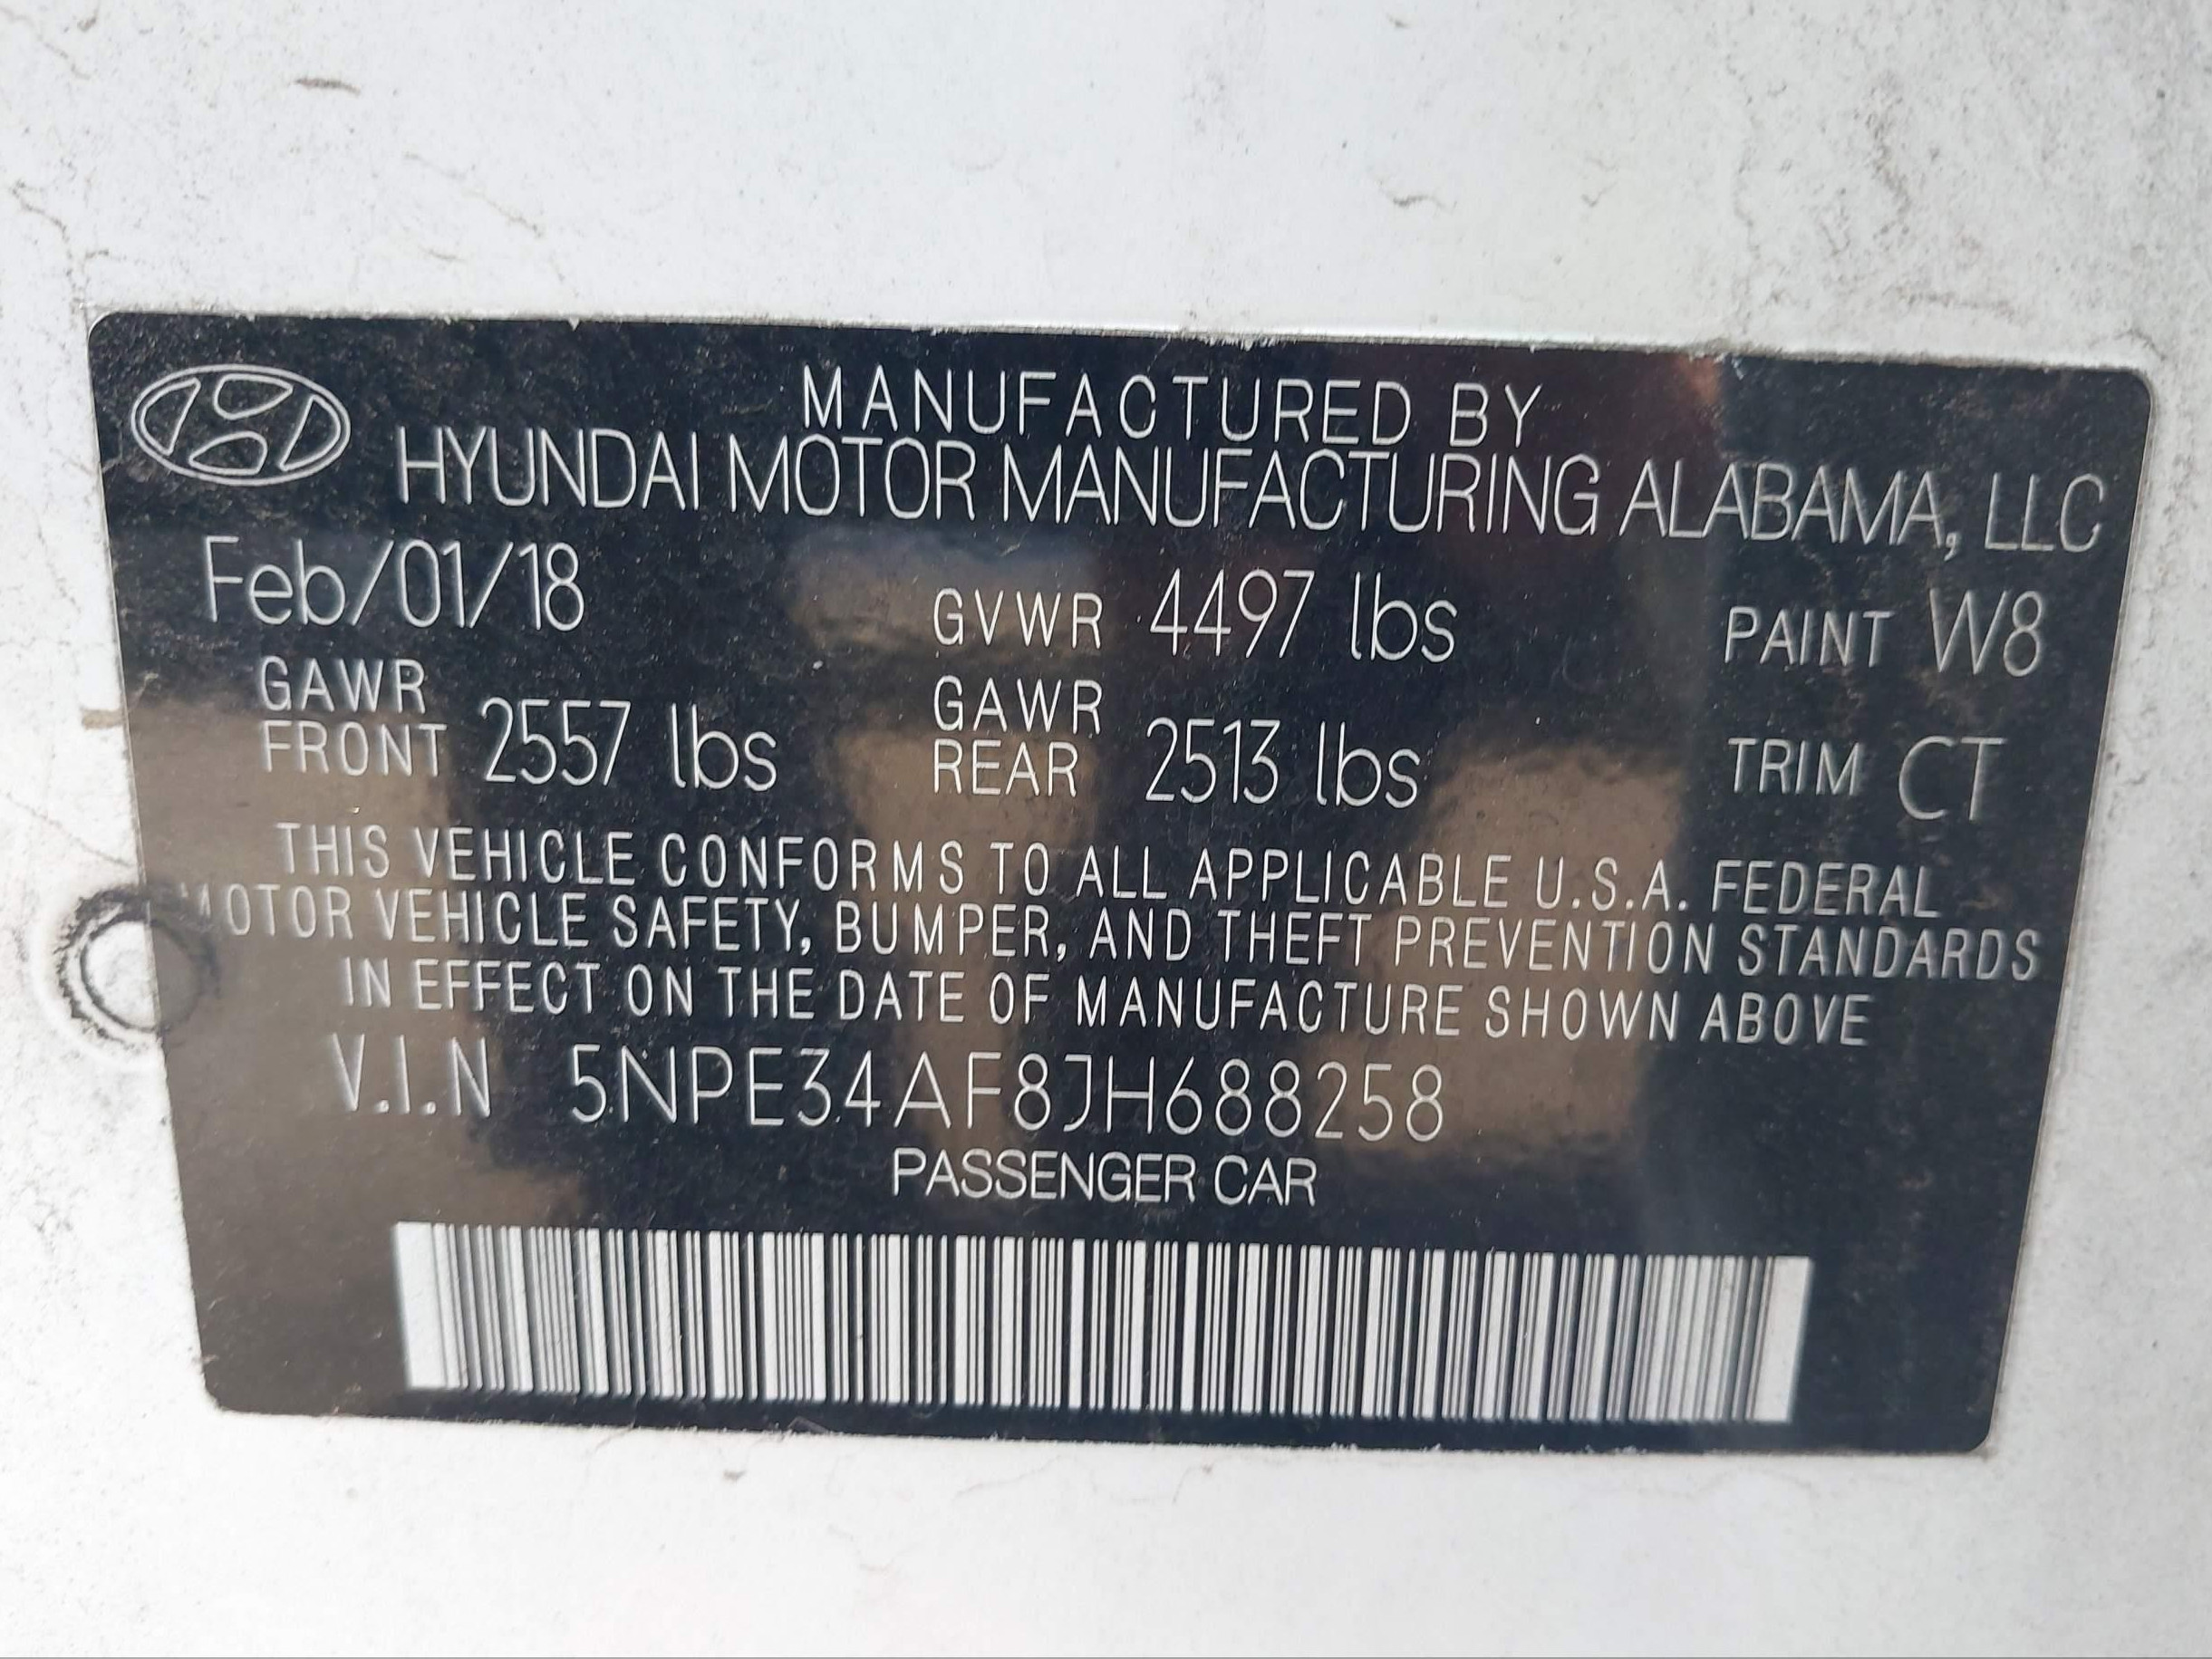 MANUFACTURED BY
HYUNDAI MOTOR MANUFACTURING ALABAMA, LLC
Feb/01/18 GVWR 4497 lbs PAINT W8
GAWR FRONT 2557 lbs GAWR REAR 2513 lbs TRIM CT
THIS VEHICLE CONFORMS TO ALL APPLICABLE U.S.A. FEDERAL
MOTOR VEHICLE SAFETY, BUMPER, AND THEFT PREVENTION STANDARDS
IN EFFECT ON THE DATE OF MANUFACTURE SHOWN ABOVE
V.I.N 5NPE34AF8JH688258
PASSENGER CAR